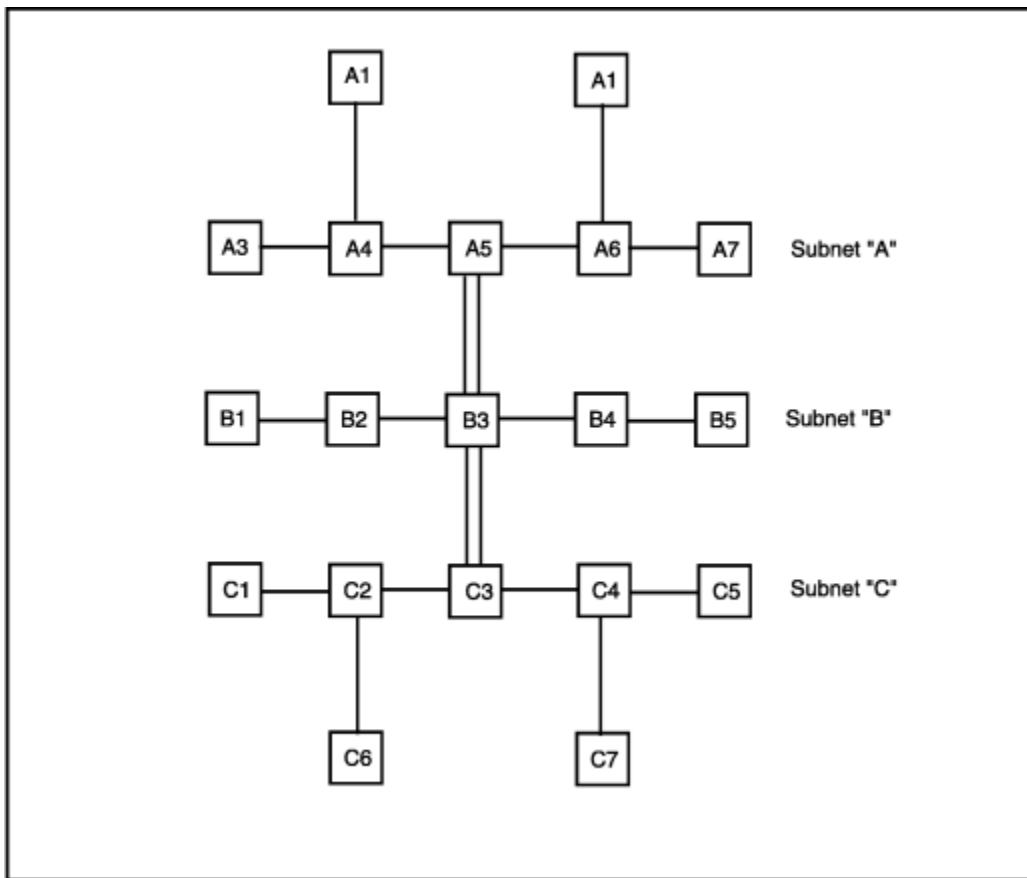 A1 A1
A3 A4 A5 A6 A7 Subnet "A"
B1 B2 B3 B4 B5 Subnet "B"
C1 C2 C3 C4 C5 Subnet "C"
C6 C7